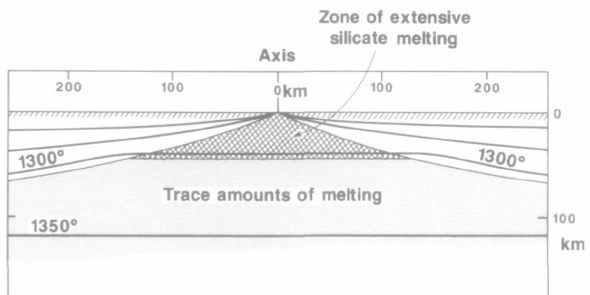 Zone of extensive
silicate melting
Axis
200 100 0km 100 200
0
1300° 1300°
Trace amounts of melting
100
1350°
km